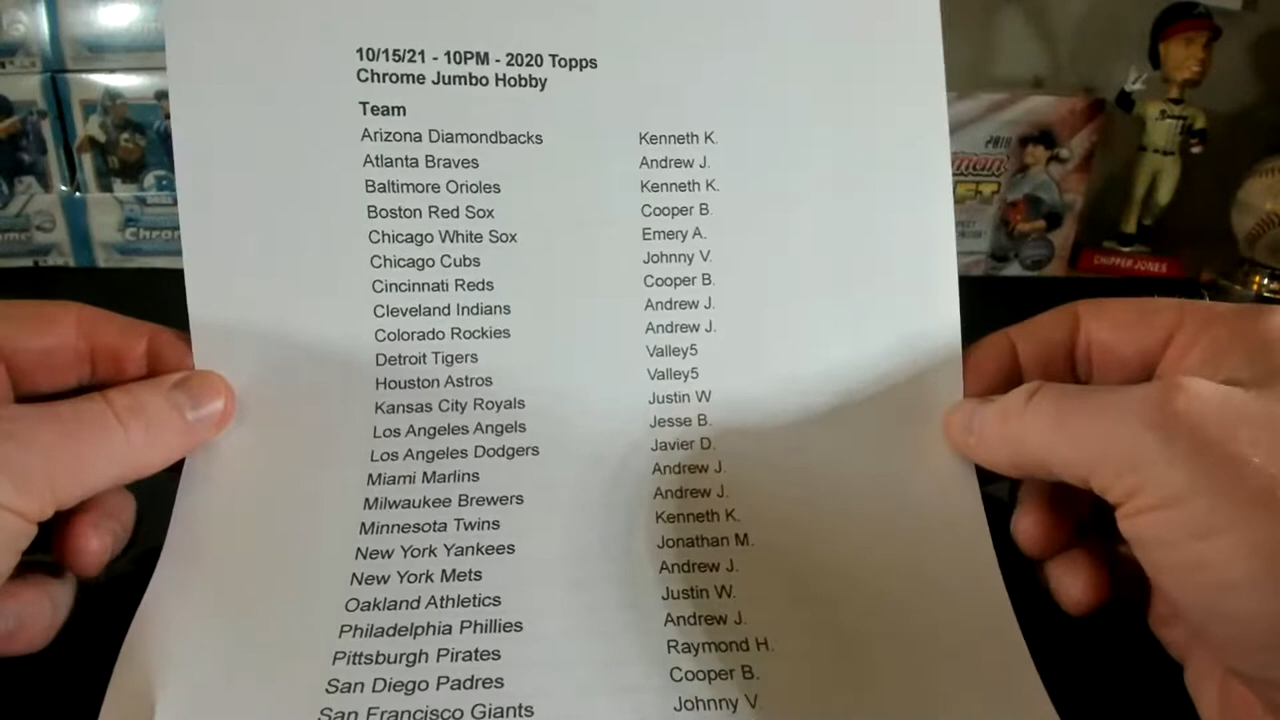 10/15/21 - 10PM - 2020 Topps
Chrome Jumbo Hobby
Team
Arizona Diamondbacks Kenneth K.
Atlanta Braves Andrew J.
Baltimore Orioles Kenneth K.
Boston Red Sox Cooper B.
Chicago White Sox Emery A.
Chicago Cubs Johnny V.
Cincinnati Reds Cooper B.
Cleveland Indians Andrew J.
Colorado Rockies Andrew J.
Detroit Tigers Valley5
Houston Astros Valley5
Kansas City Royals Justin W
Los Angeles Angels Jesse B.
Los Angeles Dodgers Javier D.
Miami Marlins Andrew J.
Milwaukee Brewers Andrew J.
Minnesota Twins Kenneth K.
New York Yankees Jonathan M.
New York Mets Andrew J.
Oakland Athletics Justin W.
Philadelphia Phillies Andrew J.
Pittsburgh Pirates Raymond H.
San Diego Padres Cooper B.
San Francisco Giants Johnny V.
2018
CHIPPER JONES